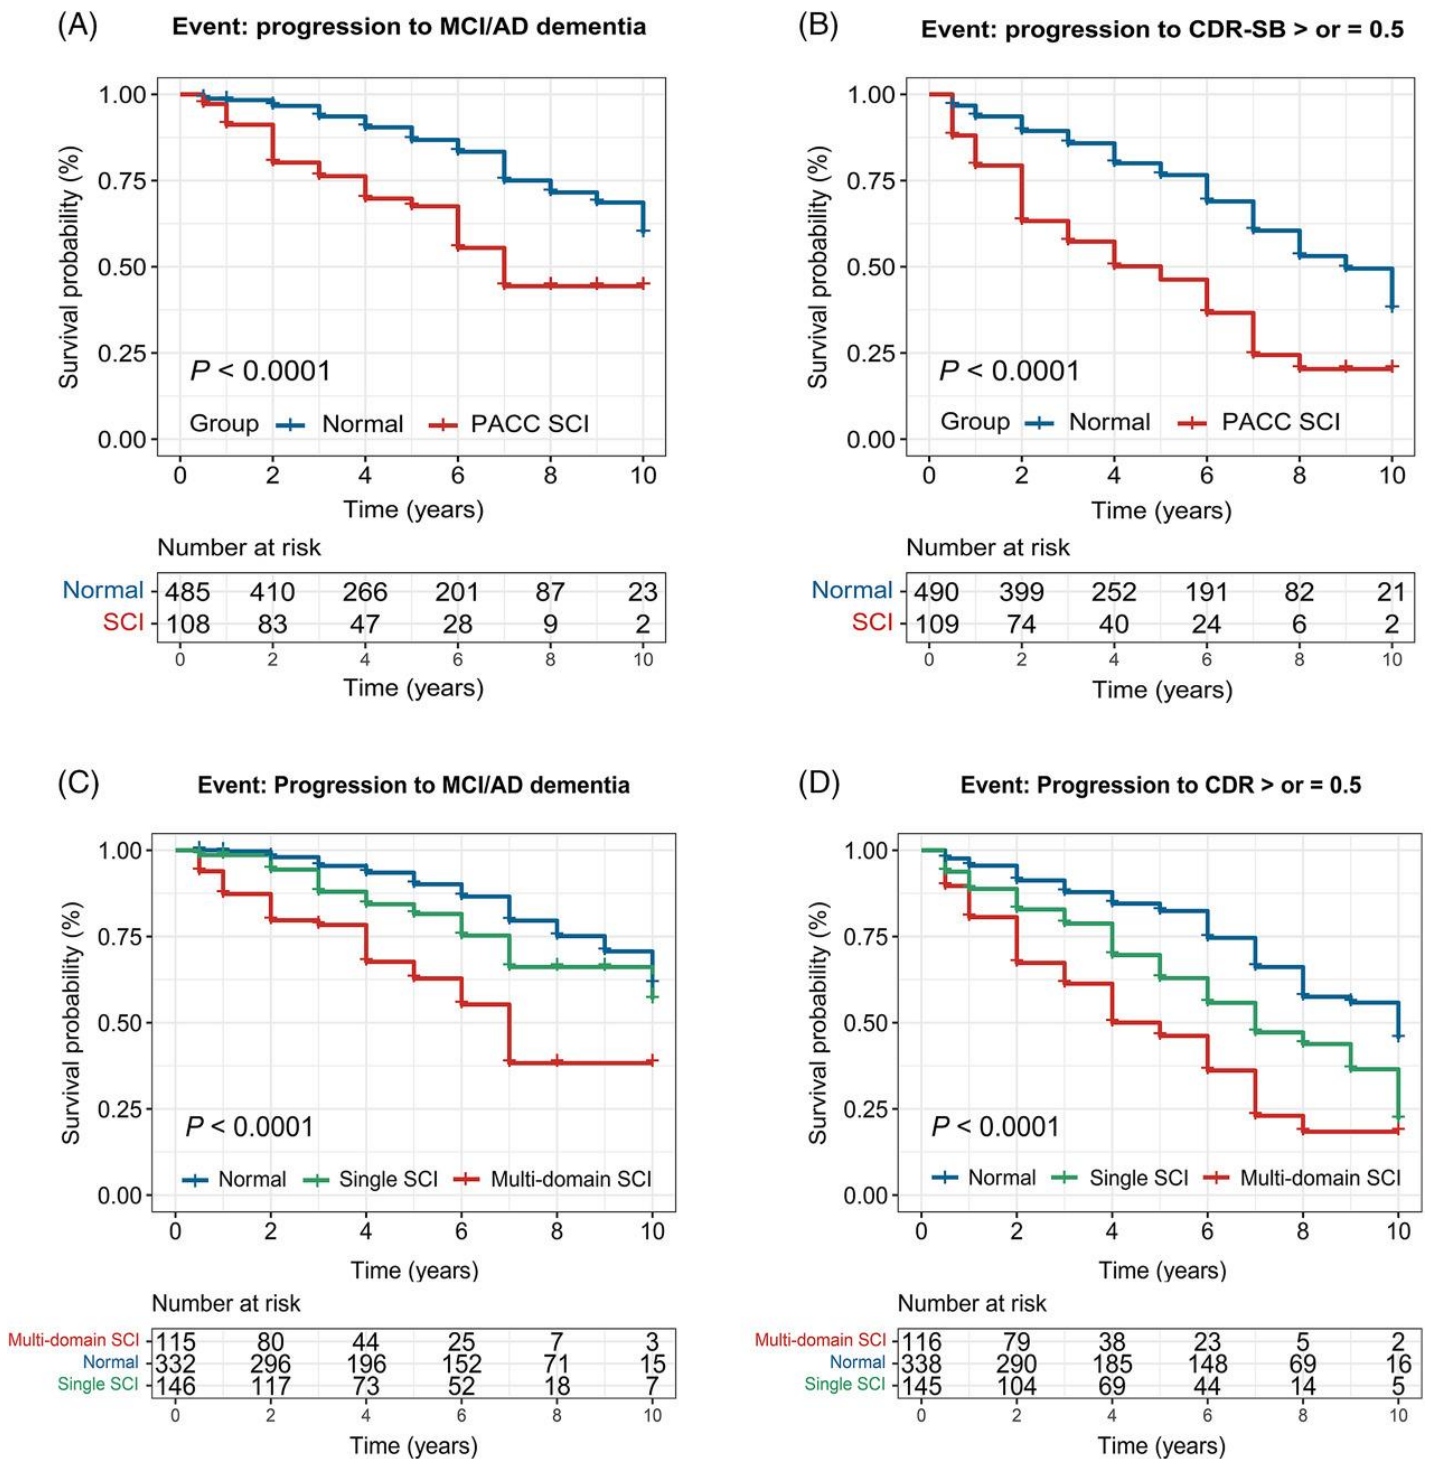 (A)
Event: progression to MCI/AD dementia
1.00
0.75
0.50
0.25
0.00
Survival probability (%)
P < 0.0001
Group Normal PACC SCI
0 2 4 6 8 10
Time (years)
Number at risk
Normal 485 410 266 201 87 23
SCI 108 83 47 28 9 2
0 2 4 6 8 10
Time (years)
(B)
Event: progression to CDR-SB > or = 0.5
1.00
0.75
0.50
0.25
0.00
Survival probability (%)
P < 0.0001
Group Normal PACC SCI
0 2 4 6 8 10
Time (years)
Number at risk
Normal 490 399 252 191 82 21
SCI 109 74 40 24 6 2
0 2 4 6 8 10
Time (years)
(C)
Event: Progression to MCI/AD dementia
1.00
0.75
0.50
0.25
0.00
Survival probability (%)
P < 0.0001
Normal Single SCI Multi-domain SCI
0 2 4 6 8 10
Time (years)
Number at risk
Multi-domain SCI 115 80 44 25 7 3
Normal 332 296 196 152 71 15
Single SCI 146 117 73 52 18 7
0 2 4 6 8 10
Time (years)
(D)
Event: Progression to CDR > or = 0.5
1.00
0.75
0.50
0.25
0.00
Survival probability (%)
P < 0.0001
Normal Single SCI Multi-domain SCI
0 2 4 6 8 10
Time (years)
Number at risk
Multi-domain SCI 116 79 38 23 5 2
Normal 338 290 185 148 69 16
Single SCI 145 104 69 44 14 5
0 2 4 6 8 10
Time (years)